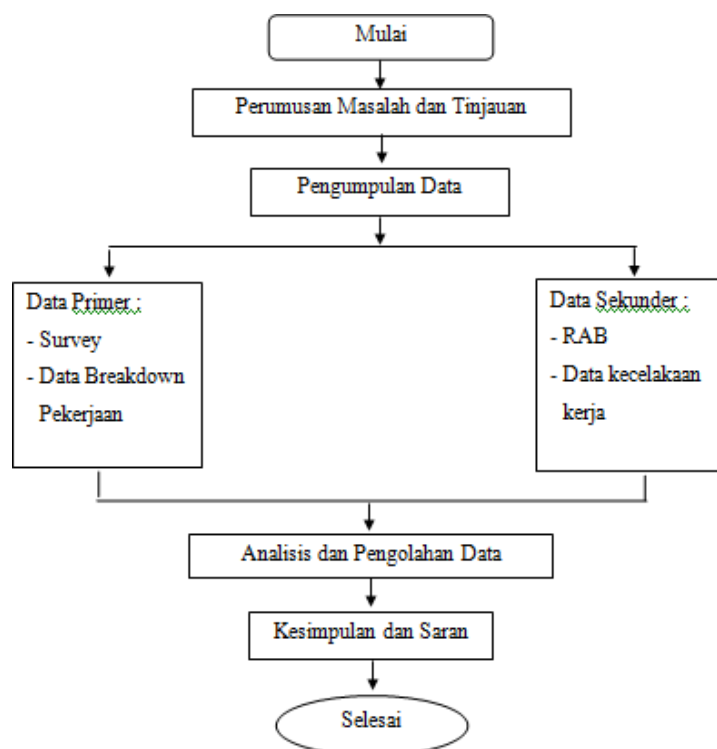 Mulai
Perumusan Masalah dan Tinjauan
Pengumpulan Data
Data Primer :
- Survey
- Data Breakdown
Pekerjaan
Data Sekunder :
- RAB
- Data kecelakaan
kerja
Analisis dan Pengolahan Data
Kesimpulan dan Saran
Selesai